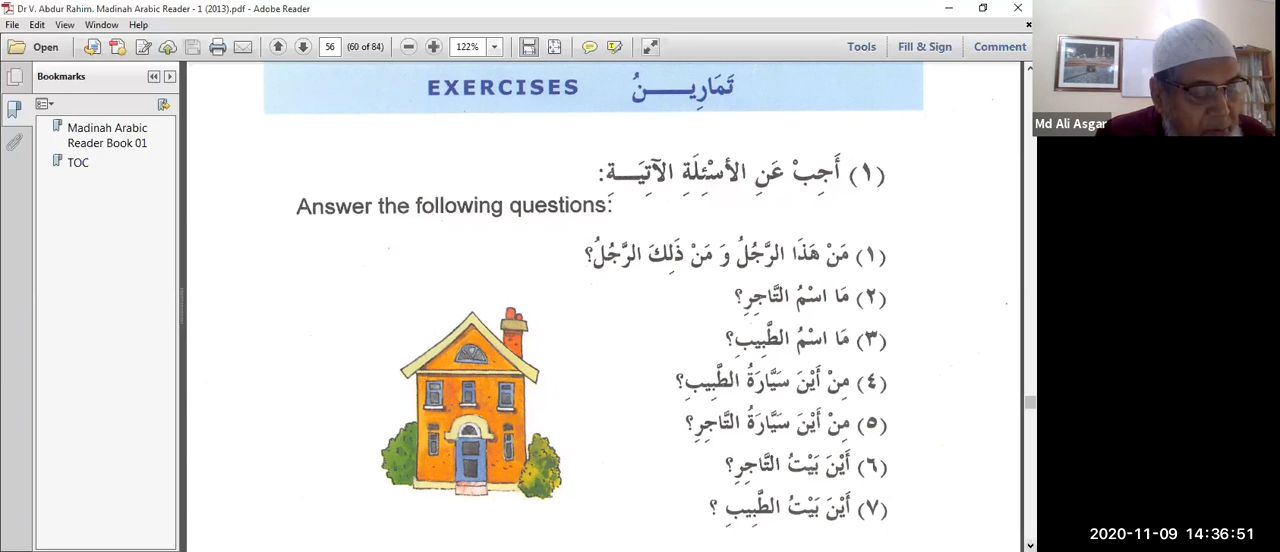 Dr V. Abdur Rahim. Madinah Arabic Reader - 1 (2013).pdf - Adobe Reader
File Edit View Window Help
Open 56 (60 of 84) 122% Tools Fill & Sign Comment
Bookmarks
Madinah Arabic
Reader Book 01
TOC
EXERCISES تَمَارِيـــــنُ
(١) أَجِبْ عَنِ الأَسْئِلَةِ الآتِيَـــةِ:
Answer the following questions:
(١) مَنْ هَذَا الرَّجُلُ وَ مَنْ ذَلِكَ الرَّجُلُ؟
(٢) مَا اسْمُ التَّاجِرِ؟
(٣) مَا اسْمُ الطَّبِيبِ؟
(٤) مِنْ أَيْنَ سَيَّارَةُ الطَّبِيبِ؟
(٥) مِنْ أَيْنَ سَيَّارَةُ التَّاجِرِ؟
(٦) أَيْنَ بَيْتُ التَّاجِرِ؟
(٧) أَيْنَ بَيْتُ الطَّبِيبِ ؟
Md Ali Asgar
2020-11-09 14:36:51